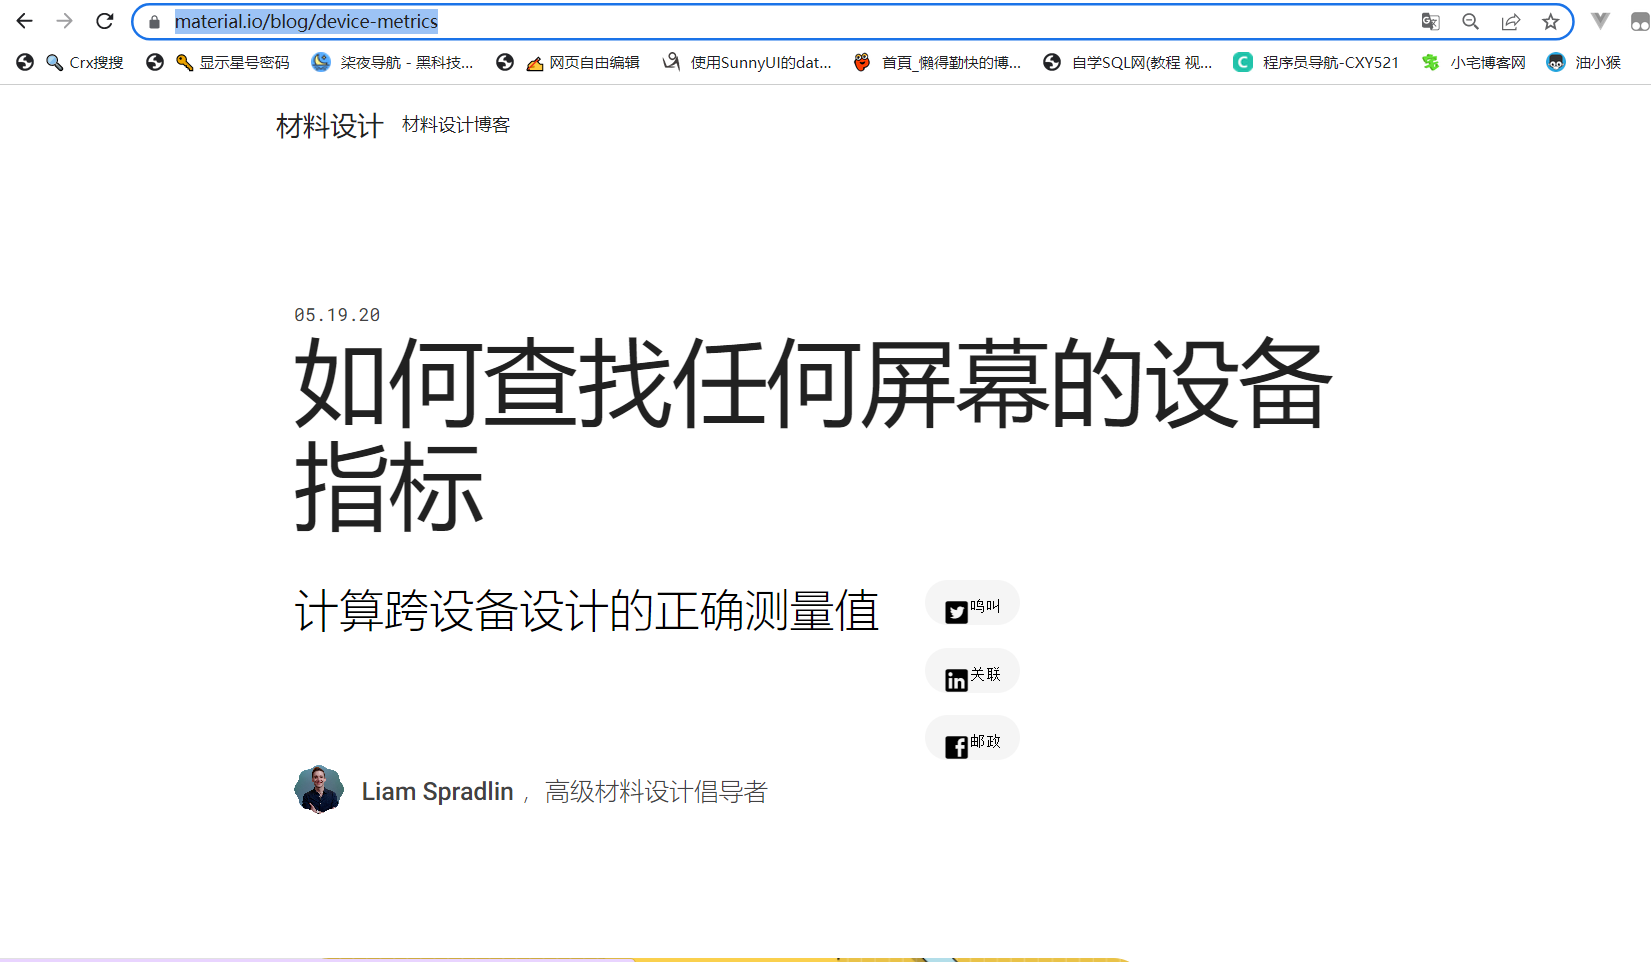 material.io/blog/device-metrics
Crx搜搜 显示星号密码 柒夜导航 - 黑科技... 网页自由编辑 使用SunnyUI的dat... 首頁_懒得勤快的博... 自学SQL网(教程 视... C 程序员导航-CXY521 小宅博客网 油小猴
材料设计 材料设计博客
05.19.20
如何查找任何屏幕的设备
指标
计算跨设备设计的正确测量值
鸣叫
in 关联
f 邮政
Liam Spradlin ，高级材料设计倡导者